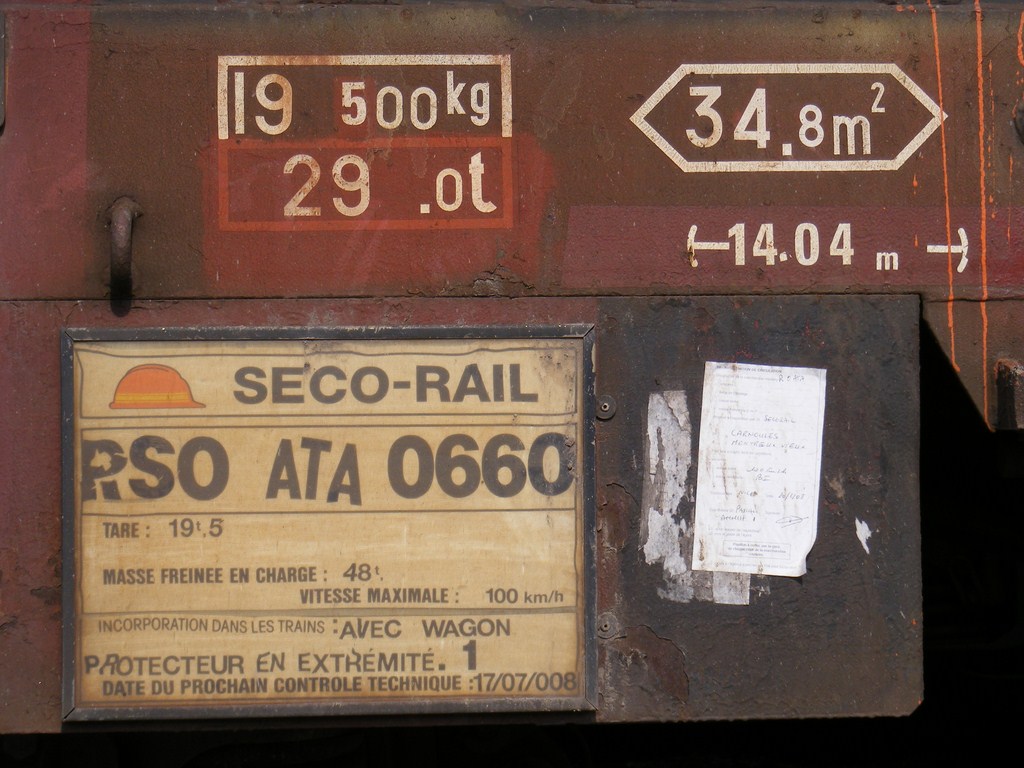 19 500kg
29 .0t
34.8m²
14.04 m
SECO-RAIL
RSO ATA 0660
TARE : 19t,5
MASSE FREINEE EN CHARGE : 48t.
VITESSE MAXIMALE : 100 km/h
INCORPORATION DANS LES TRAINS : AVEC WAGON
PROTECTEUR EN EXTRÉMITÉ. 1
DATE DU PROCHAIN CONTROLE TECHNIQUE :17/07/008